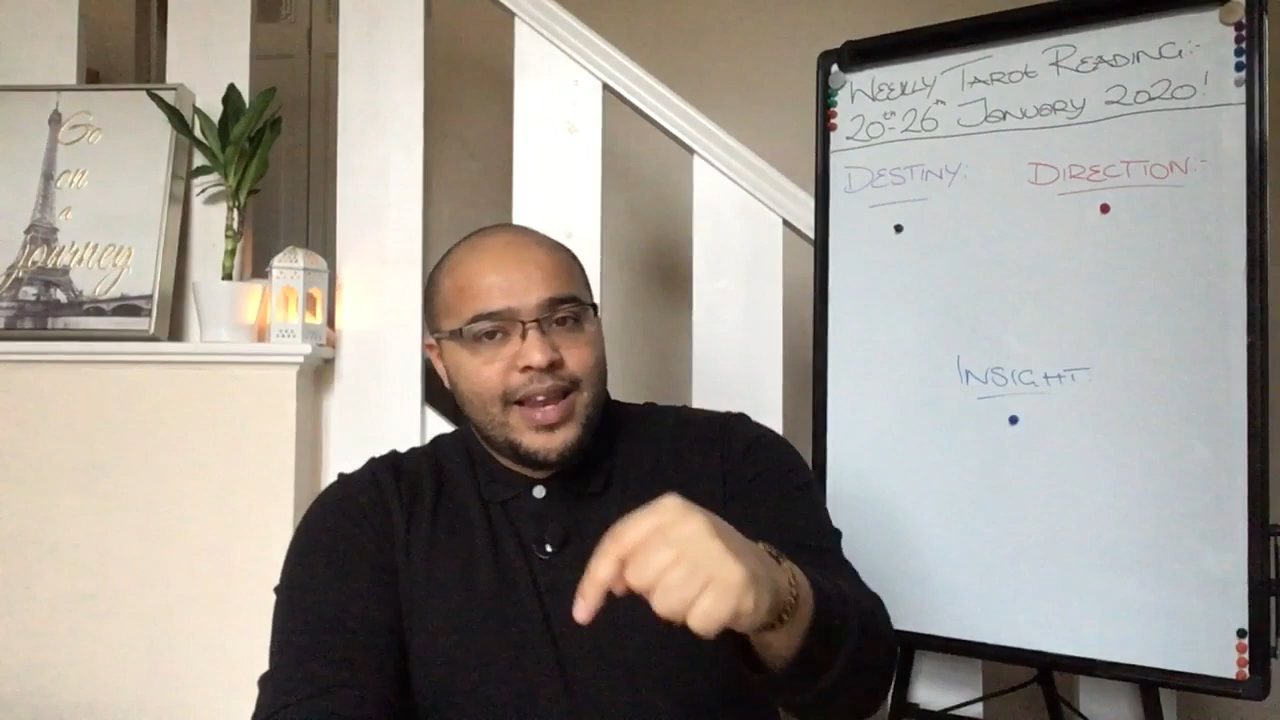 Go
on
a
journey
WEEKLY TAROT READING:-
20th-26th JANUARY 2020!
DESTINY:
DIRECTION:-
INSIGHT